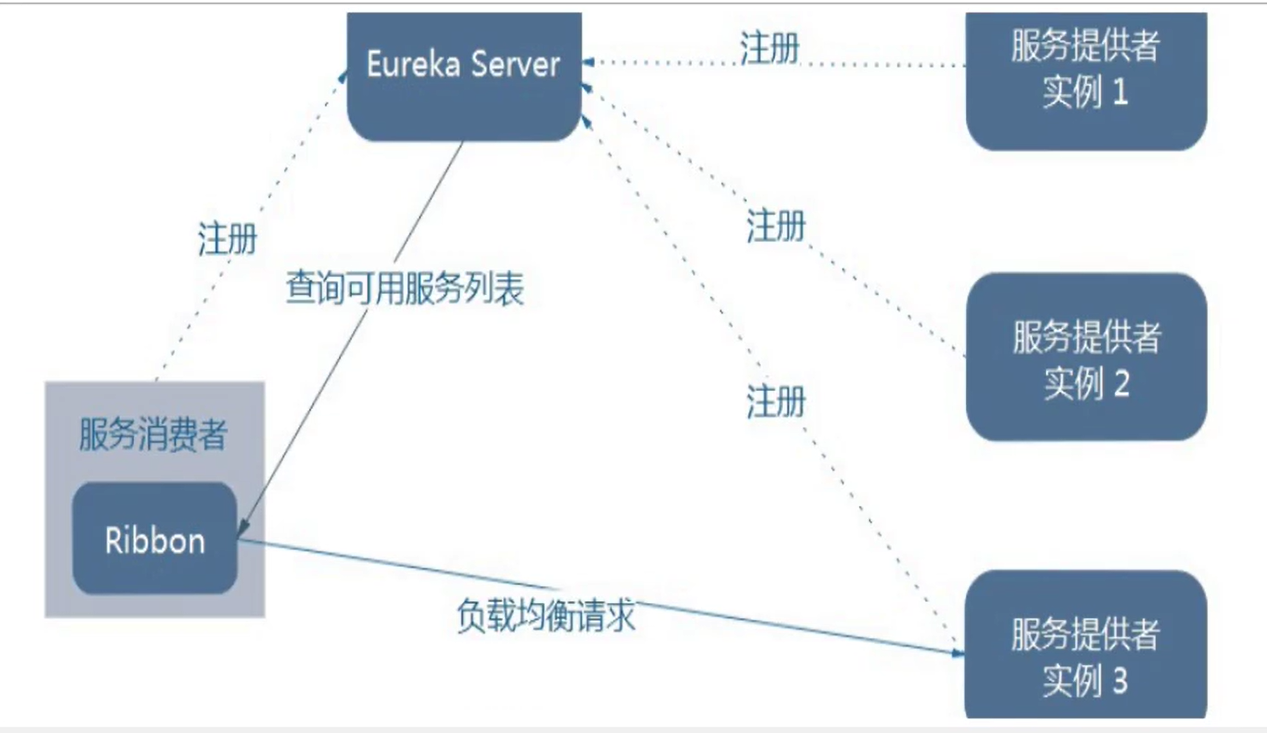 Eureka Server
注册
服务提供者
实例 1
注册
注册
查询可用服务列表
服务提供者
实例 2
注册
服务消费者
Ribbon
负载均衡请求
服务提供者
实例 3